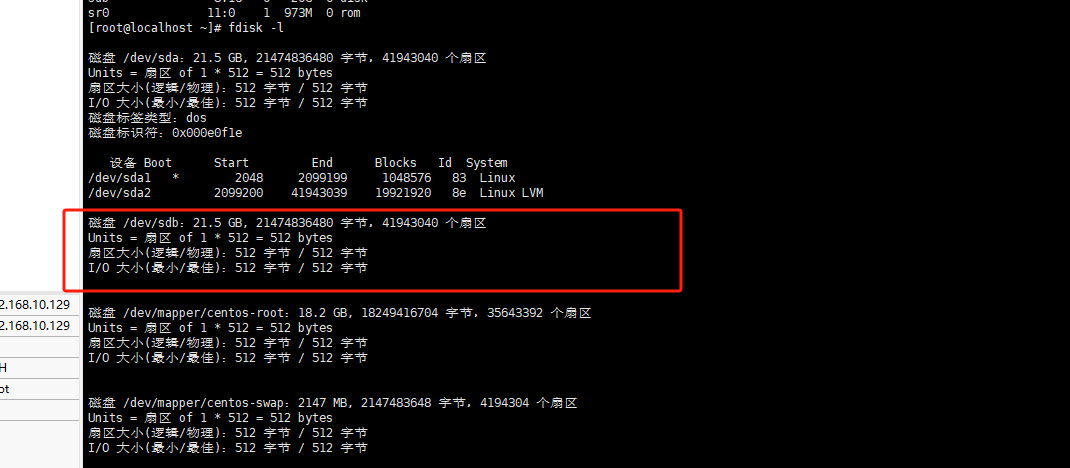 sr0 11:0 1 973M 0 rom
[root@localhost ~]# fdisk -l
磁盘 /dev/sda：21.5 GB, 21474836480 字节，41943040 个扇区
Units = 扇区 of 1 * 512 = 512 bytes
扇区大小(逻辑/物理)：512 字节 / 512 字节
I/O 大小(最小/最佳)：512 字节 / 512 字节
磁盘标签类型：dos
磁盘标识符：0x000e0f1e
设备 Boot Start End Blocks Id System
/dev/sda1 * 2048 2099199 1048576 83 Linux
/dev/sda2 2099200 41943039 19921920 8e Linux LVM
磁盘 /dev/sdb：21.5 GB, 21474836480 字节，41943040 个扇区
Units = 扇区 of 1 * 512 = 512 bytes
扇区大小(逻辑/物理)：512 字节 / 512 字节
I/O 大小(最小/最佳)：512 字节 / 512 字节
2.168.10.129
磁盘 /dev/mapper/centos-root：18.2 GB, 18249416704 字节，35643392 个扇区
2.168.10.129
Units = 扇区 of 1 * 512 = 512 bytes
扇区大小(逻辑/物理)：512 字节 / 512 字节
I/O 大小(最小/最佳)：512 字节 / 512 字节
H
ot
磁盘 /dev/mapper/centos-swap：2147 MB, 2147483648 字节，4194304 个扇区
Units = 扇区 of 1 * 512 = 512 bytes
扇区大小(逻辑/物理)：512 字节 / 512 字节
I/O 大小(最小/最佳)：512 字节 / 512 字节